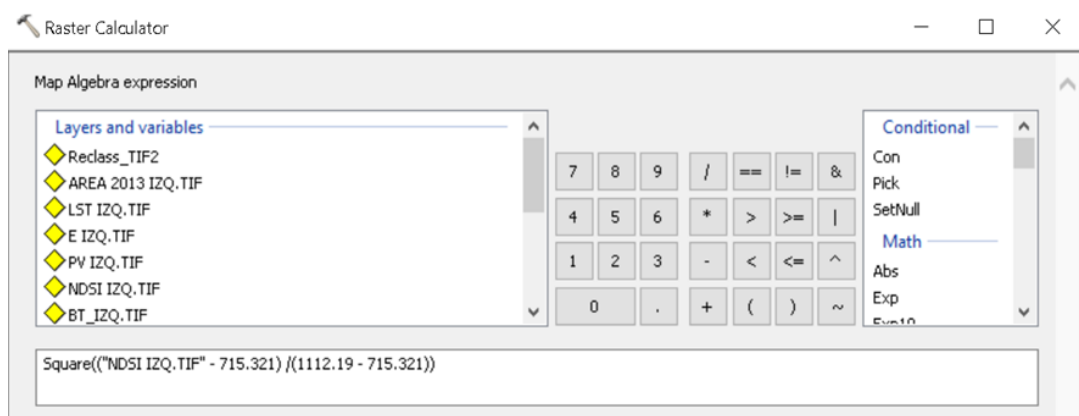 Raster Calculator
Map Algebra expression
Layers and variables
Reclass_TIF2
AREA 2013 IZQ.TIF
LST IZQ.TIF
E IZQ.TIF
PV IZQ.TIF
NDSI IZQ.TIF
BT_IZQ.TIF
7 8 9 / == != &
4 5 6 * > >= |
1 2 3 - < <= ^
0 . + ( ) ~
Conditional
Con
Pick
SetNull
Math
Abs
Exp
Exp10
Square(("NDSI IZQ.TIF" - 715.321) /(1112.19 - 715.321))